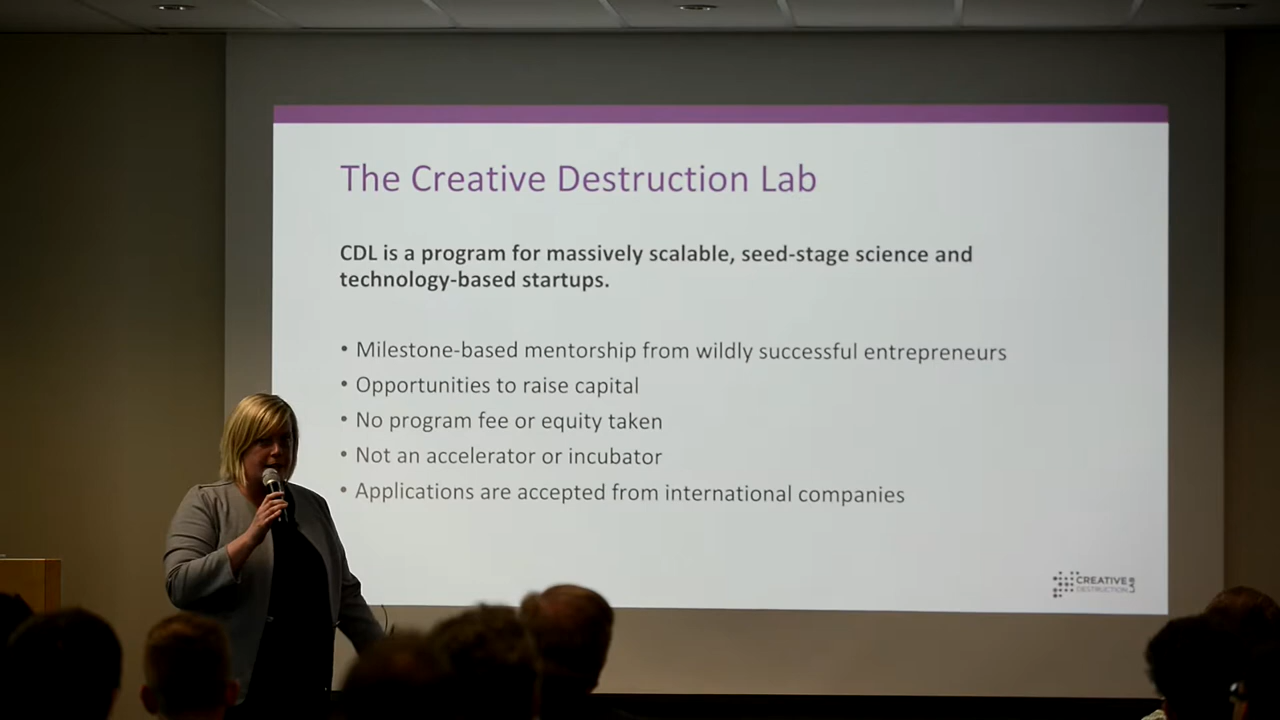 The Creative Destruction Lab
CDL is a program for massively scalable, seed-stage science and
technology-based startups.
• Milestone-based mentorship from wildly successful entrepreneurs
• Opportunities to raise capital
• No program fee or equity taken
• Not an accelerator or incubator
• Applications are accepted from international companies
CREATIVE
DESTRUCTION